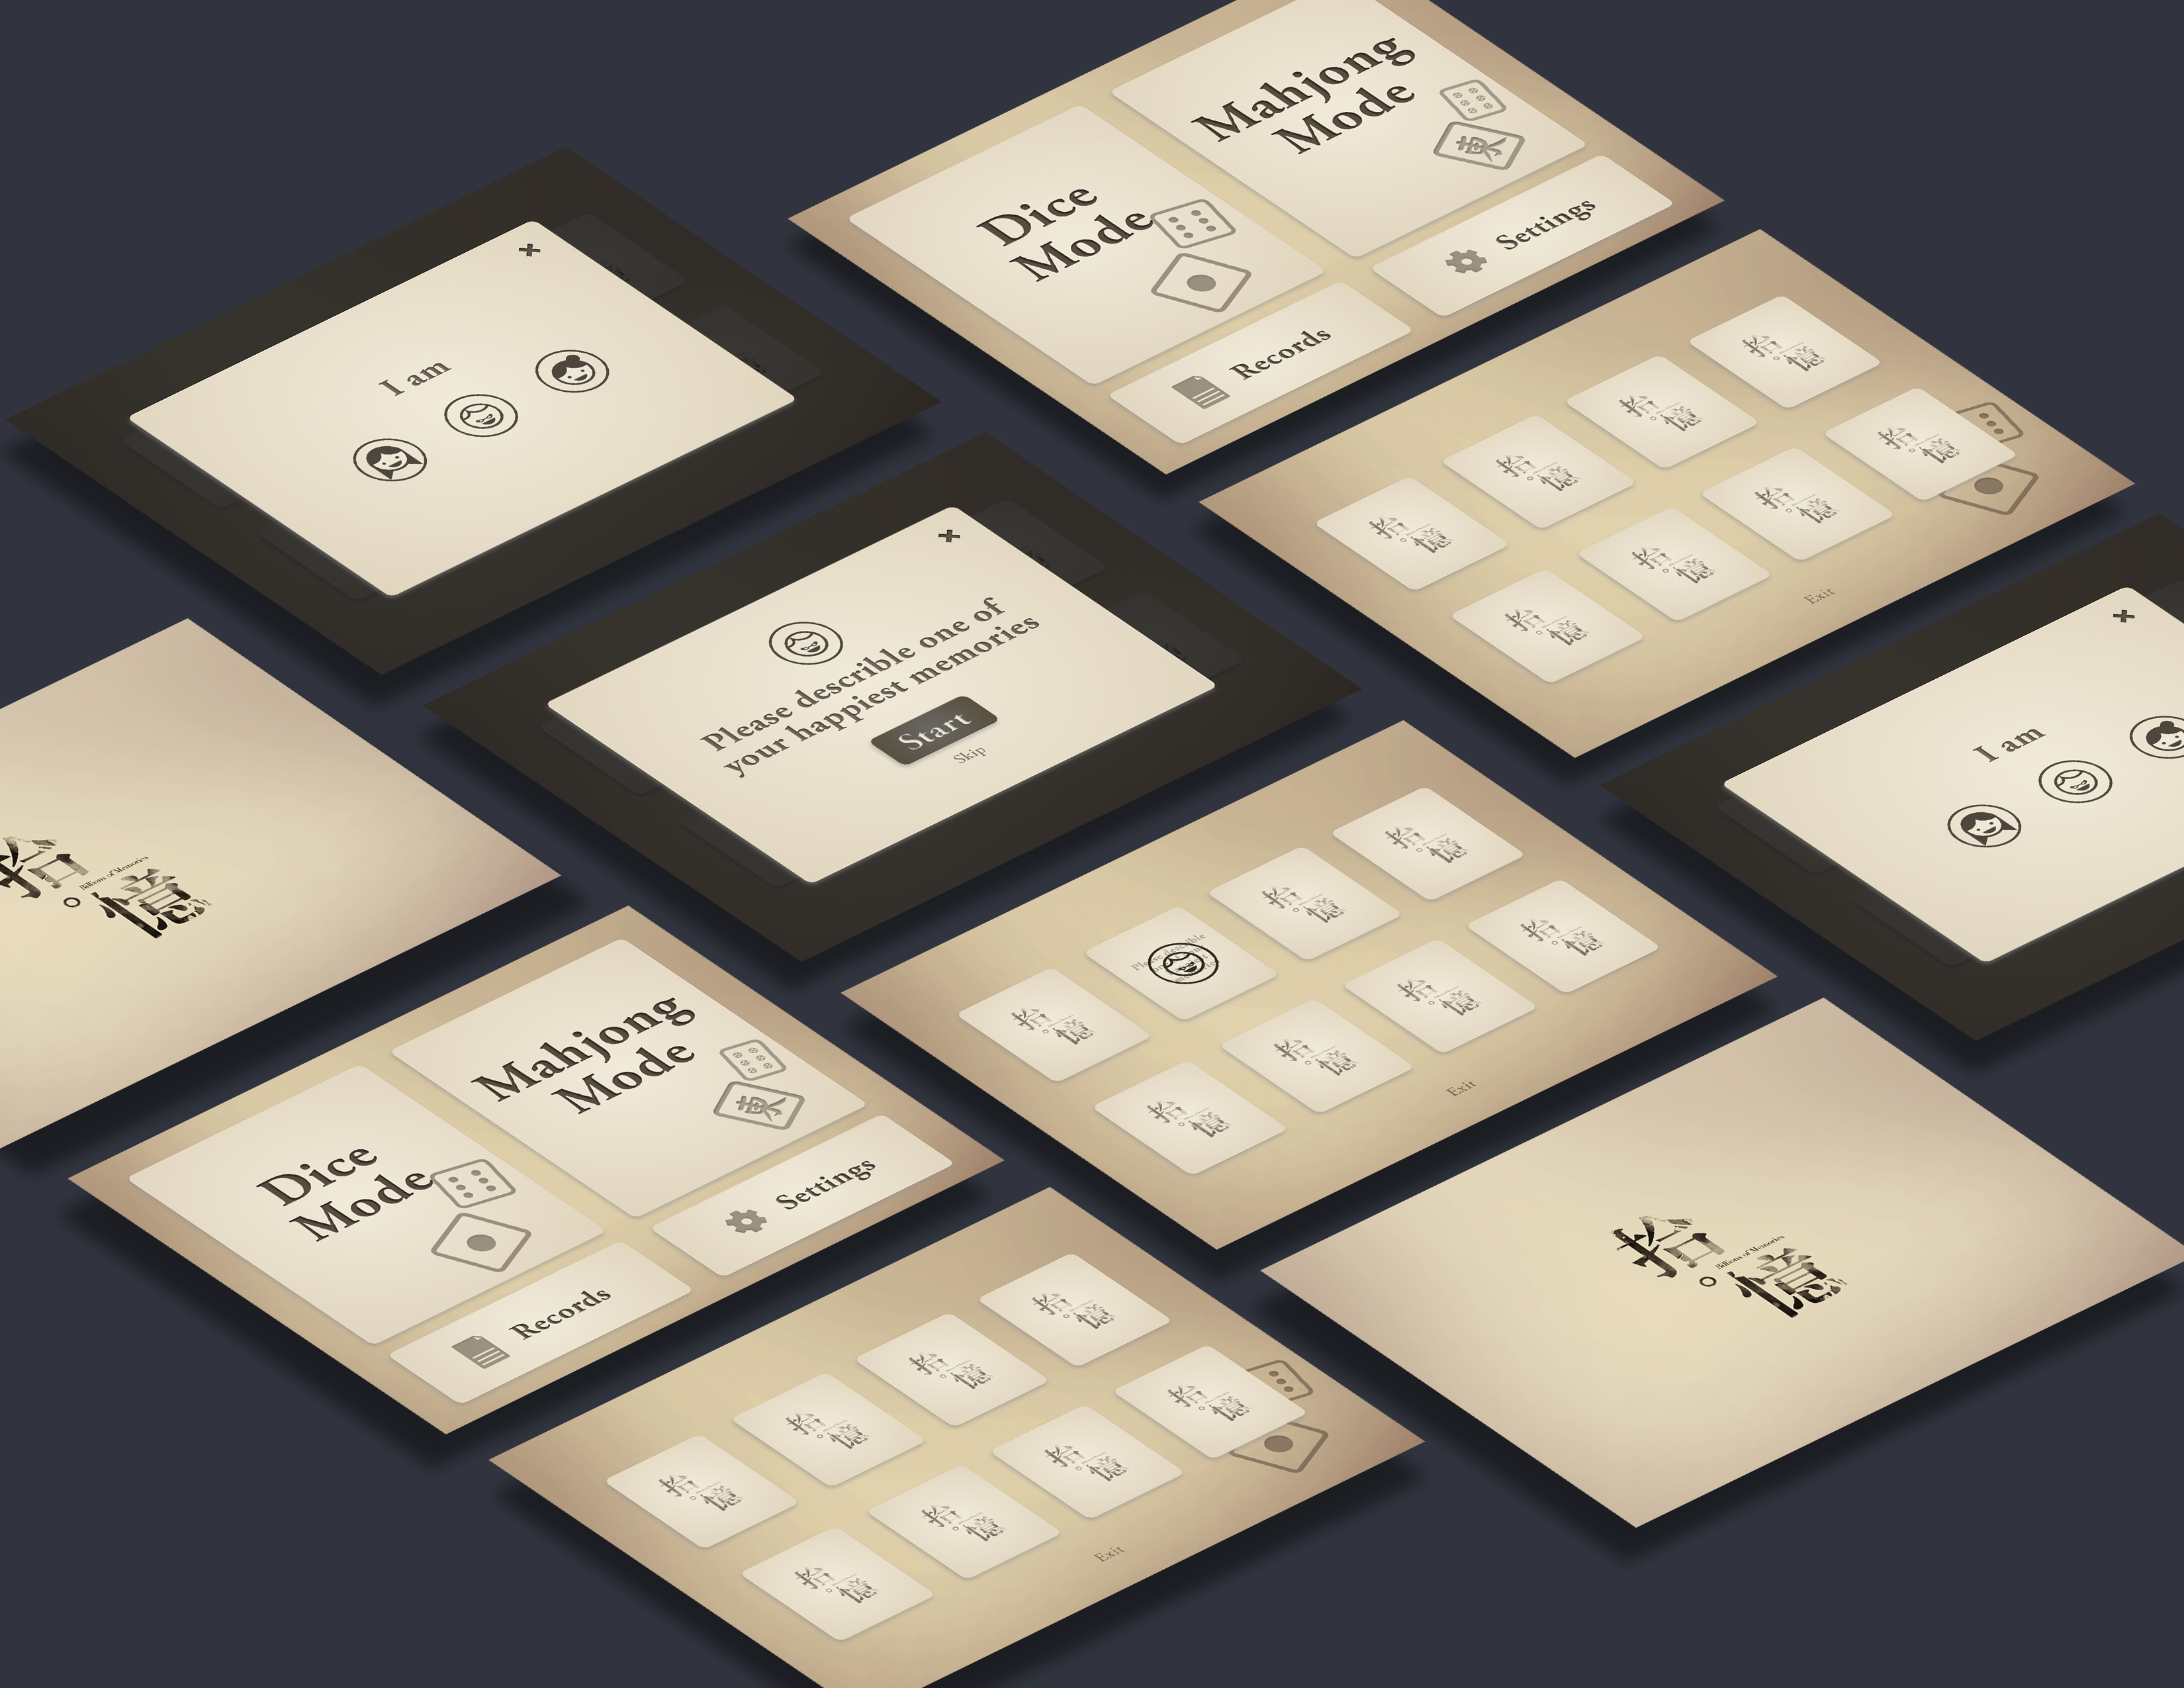 Mahjong
Mode
東
Dice
Mode
Settings
Records
I am
拾
憶
拾
憶
拾
憶
拾
憶
拾
憶
拾
憶
拾
憶
拾
憶
Exit
Please describle one of
your happiest memories
Start
Skip
I am
拾
Billions of Memories
憶
拾
憶
拾
憶
拾
憶
拾
憶
拾
憶
拾
憶
拾
憶
Exit
Mahjong
Mode
東
Dice
Mode
Settings
Records
拾
Billions of Memories
憶
拾
憶
拾
憶
拾
憶
拾
憶
拾
憶
拾
憶
拾
憶
拾
憶
Exit